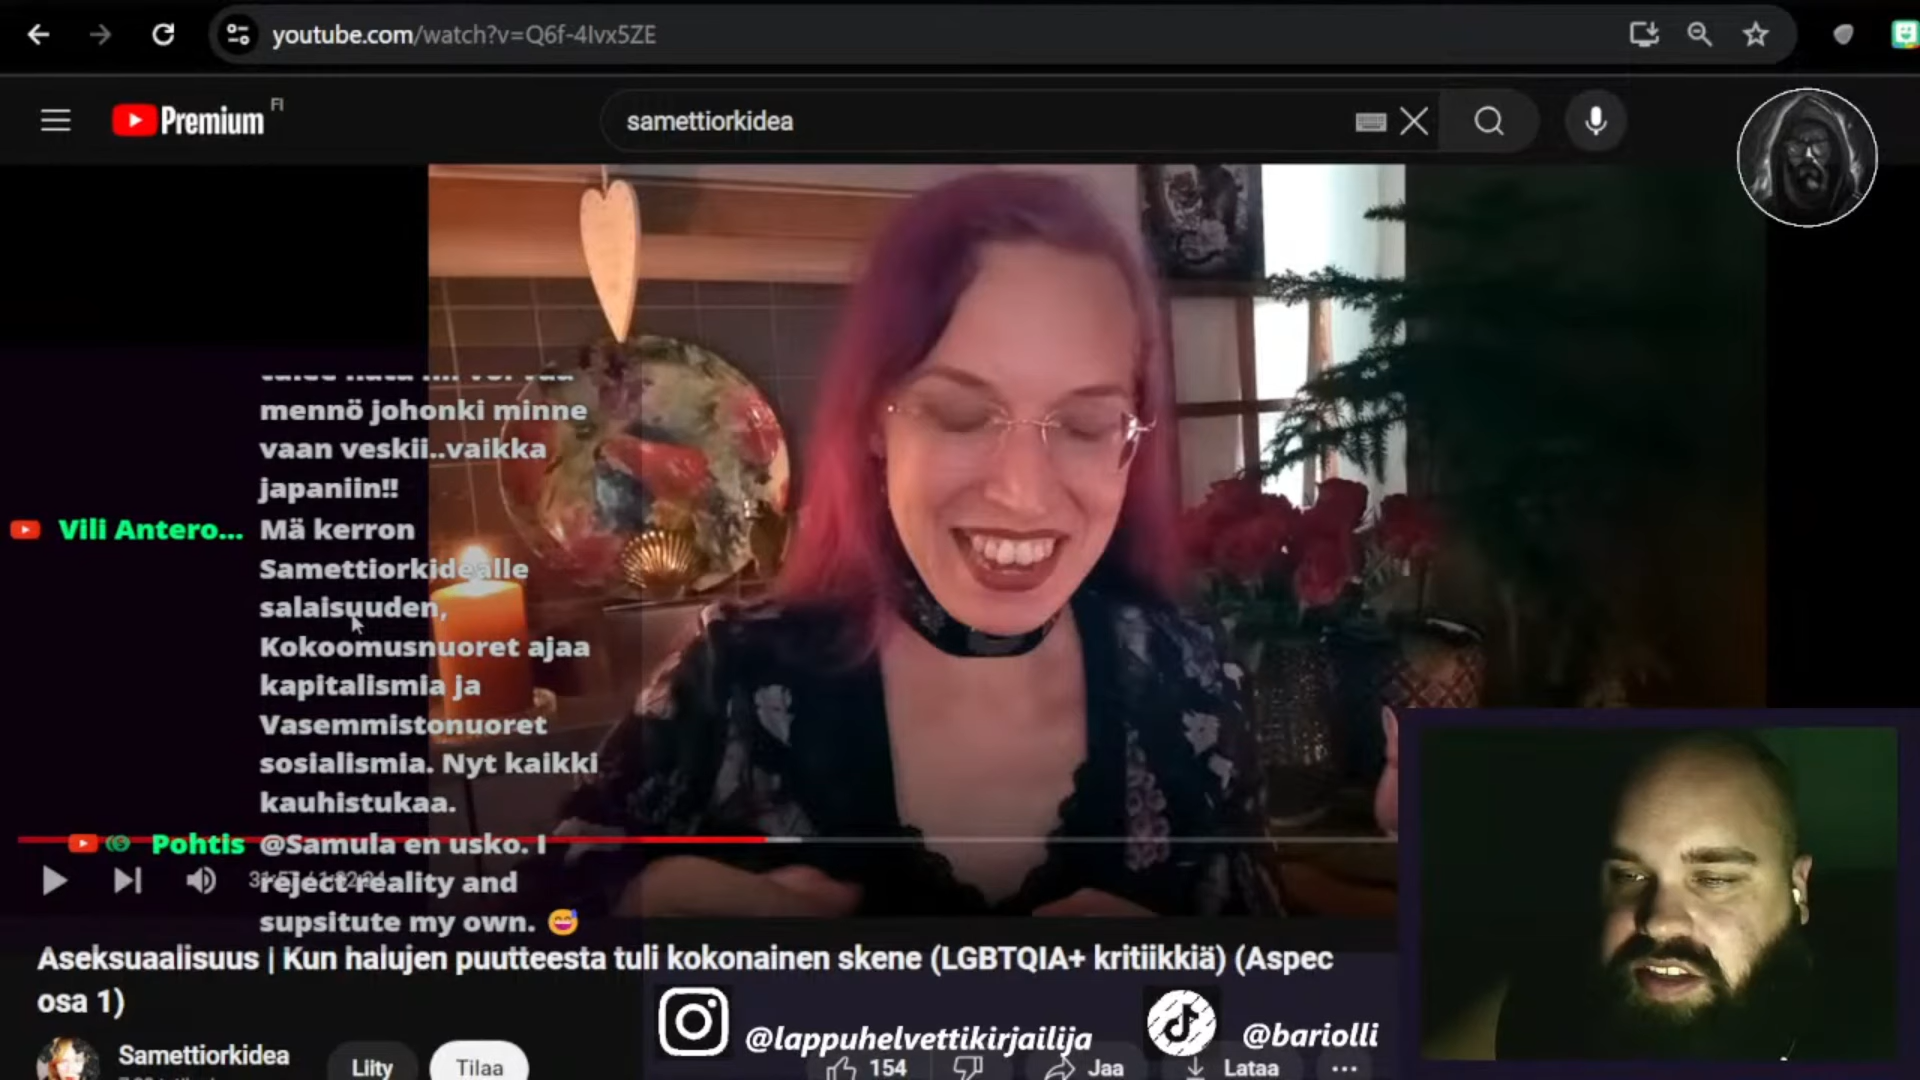 youtube.com/watch?v=Q6f-4lvx5ZE
Premium
FI
samettiorkidea
mennö johonki minne
vaan veskii..vaikka
japaniin!!
Vili Antero... Mä kerron
Samettiorkidealle
salaisuuden,
Kokoomusnuoret ajaa
kapitalismia ja
Vasemmistonuoret
sosialismia. Nyt kaikki
kauhistukaa.
Pohtis @Samula en usko. I
reject reality and
supsitute my own. 😅
Aseksuaalisuus | Kun halujen puutteesta tuli kokonainen skene (LGBTQIA+ kritiikkiä) (Aspec
osa 1)
@lappuhelvettikirjailija
@bariolli
Samettiorkidea
Liity
Tilaa
154
Jaa
Lataa